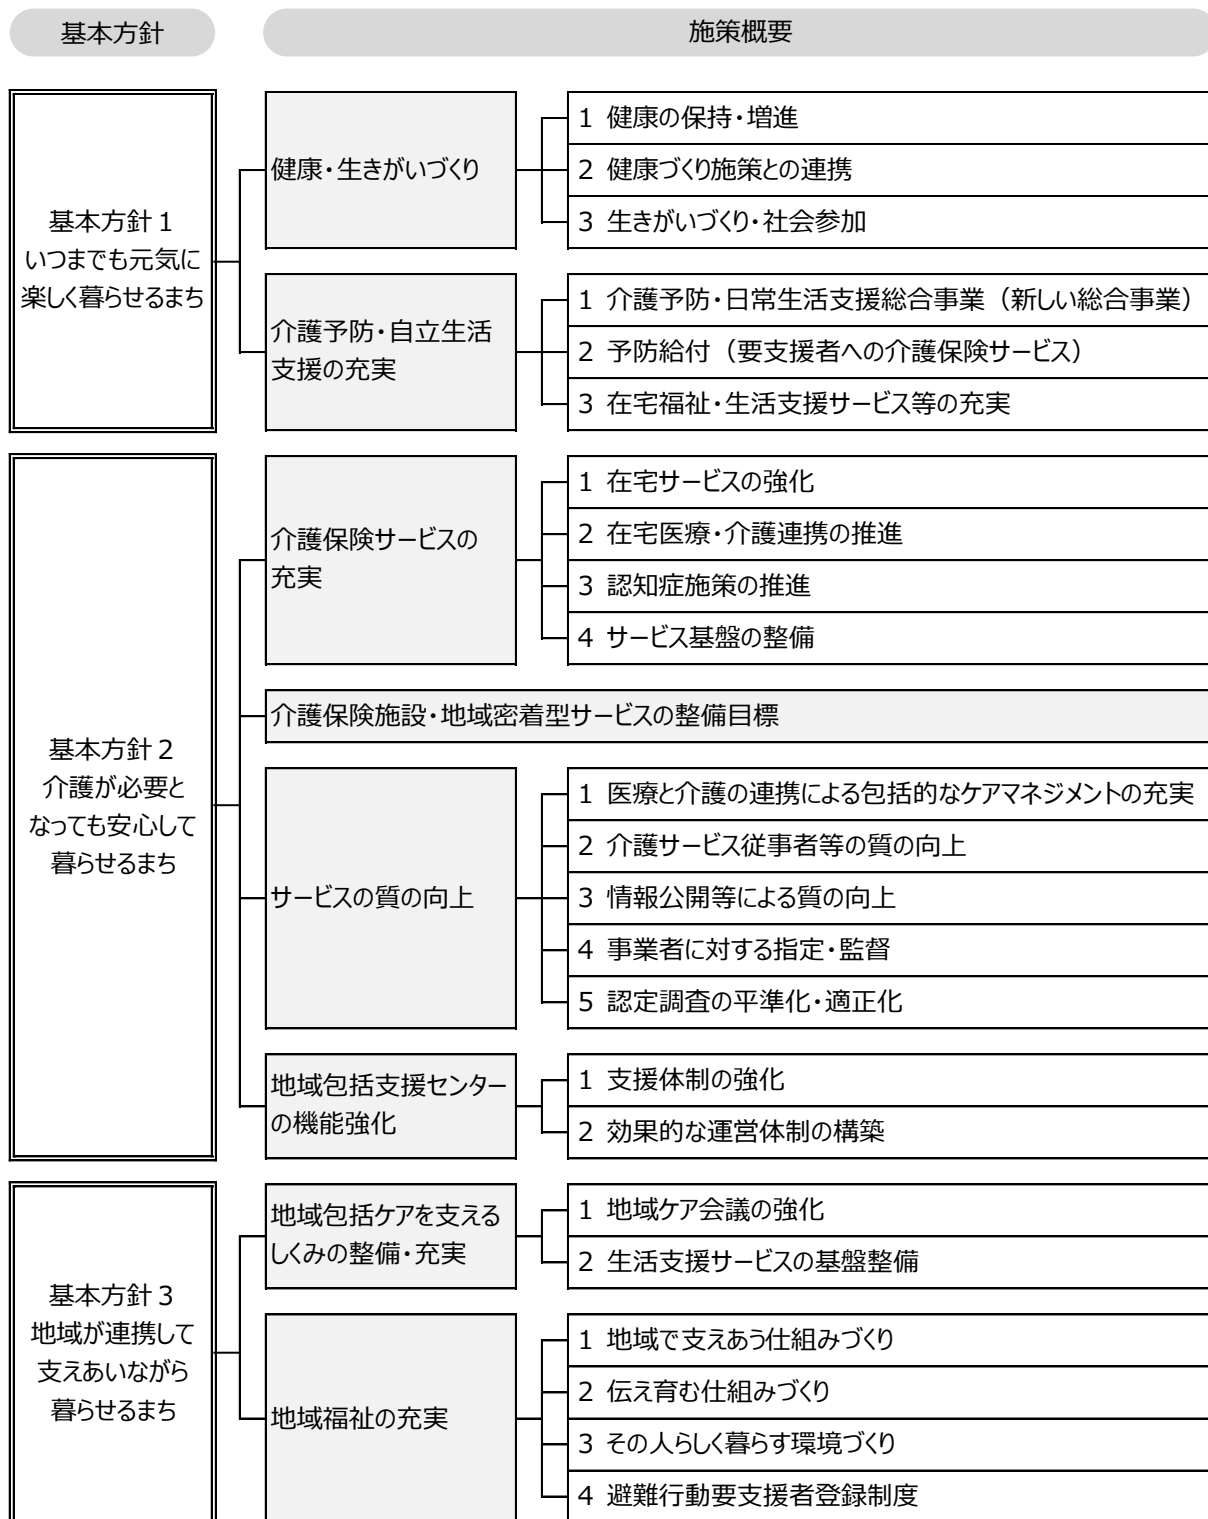 基本方針
施策概要
基本方針１
いつまでも元気に
楽しく暮らせるまち
健康・生きがいづくり
1 健康の保持・増進
2 健康づくり施策との連携
3 生きがいづくり・社会参加
介護予防・自立生活
支援の充実
1 介護予防・日常生活支援総合事業（新しい総合事業）
2 予防給付（要支援者への介護保険サービス）
3 在宅福祉・生活支援サービス等の充実
基本方針２
介護が必要と
なっても安心して
暮らせるまち
介護保険サービスの
充実
1 在宅サービスの強化
2 在宅医療・介護連携の推進
3 認知症施策の推進
4 サービス基盤の整備
介護保険施設・地域密着型サービスの整備目標
サービスの質の向上
1 医療と介護の連携による包括的なケアマネジメントの充実
2 介護サービス従事者等の質の向上
3 情報公開等による質の向上
4 事業者に対する指定・監督
5 認定調査の平準化・適正化
地域包括支援センター
の機能強化
1 支援体制の強化
2 効果的な運営体制の構築
基本方針３
地域が連携して
支えあいながら
暮らせるまち
地域包括ケアを支える
しくみの整備・充実
1 地域ケア会議の強化
2 生活支援サービスの基盤整備
地域福祉の充実
1 地域で支えあう仕組みづくり
2 伝え育む仕組みづくり
3 その人らしく暮らす環境づくり
4 避難行動要支援者登録制度